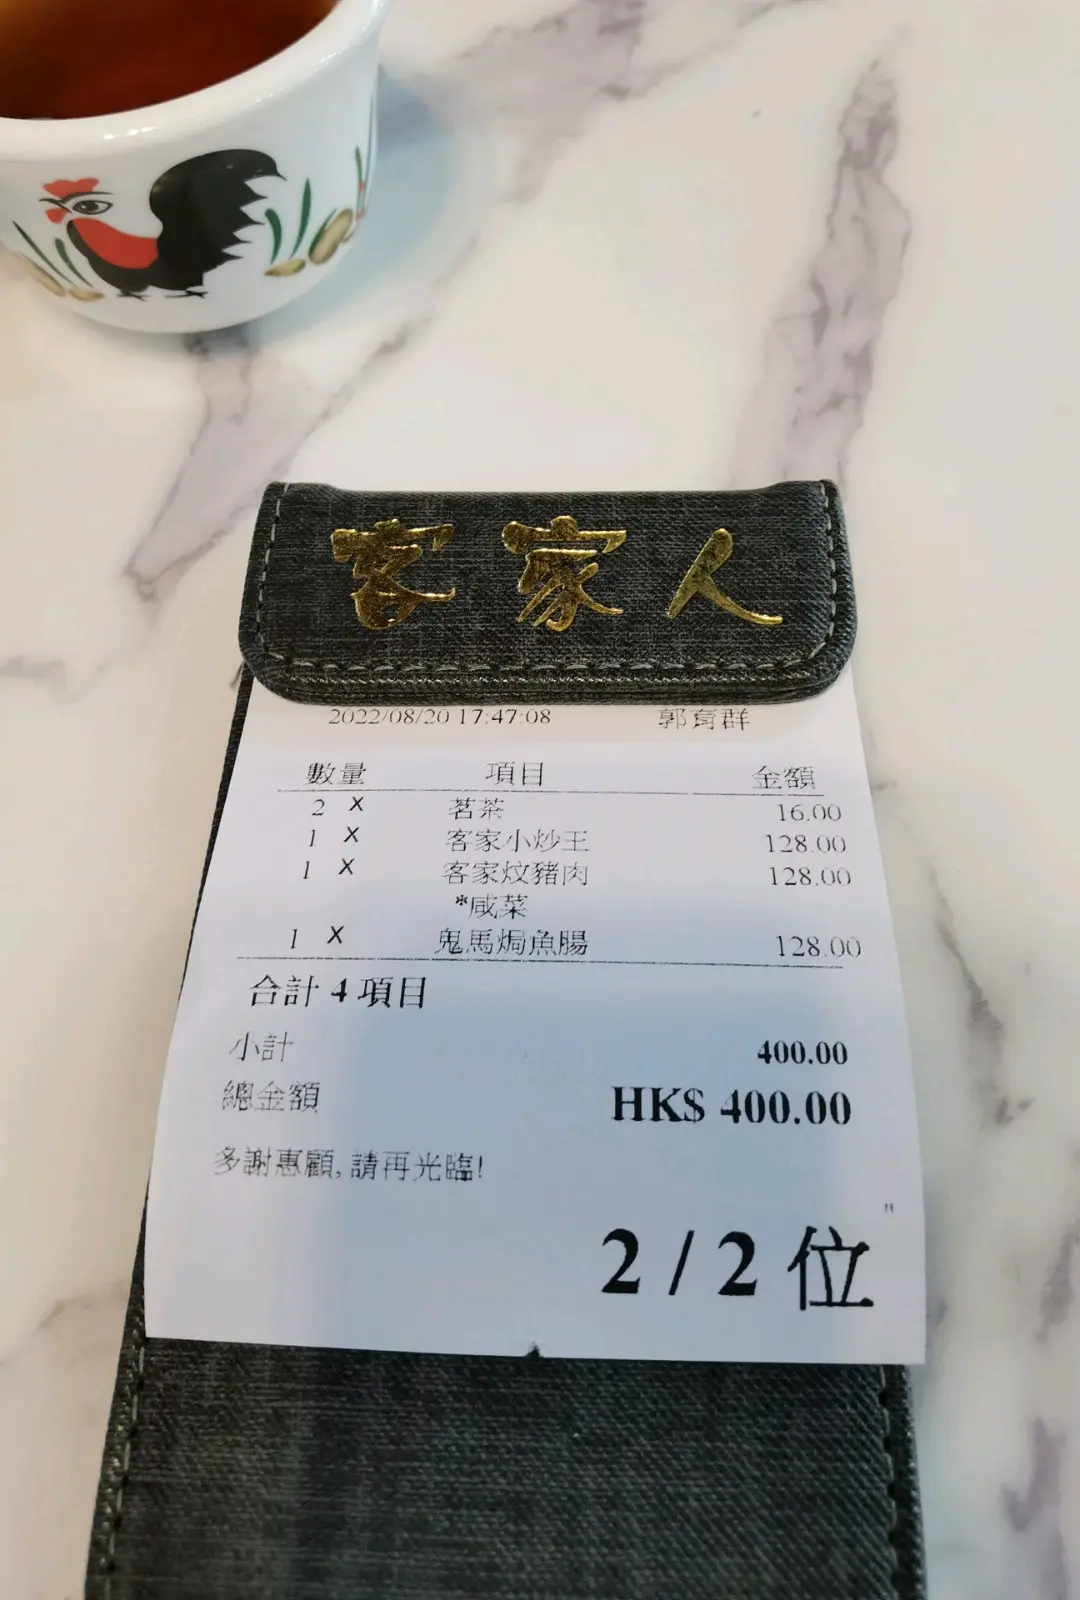 客家人
2022/08/20 17:47:08 郭育群
數量 項目 金額
2 X 茗茶 16.00
1 X 客家小炒王 128.00
1 X 客家炆豬肉 128.00
*咸菜
1 X 鬼馬焗魚腸 128.00
合計 4 項目
小計 400.00
總金額 HK$ 400.00
多謝惠顧, 請再光臨!
"
2 / 2 位